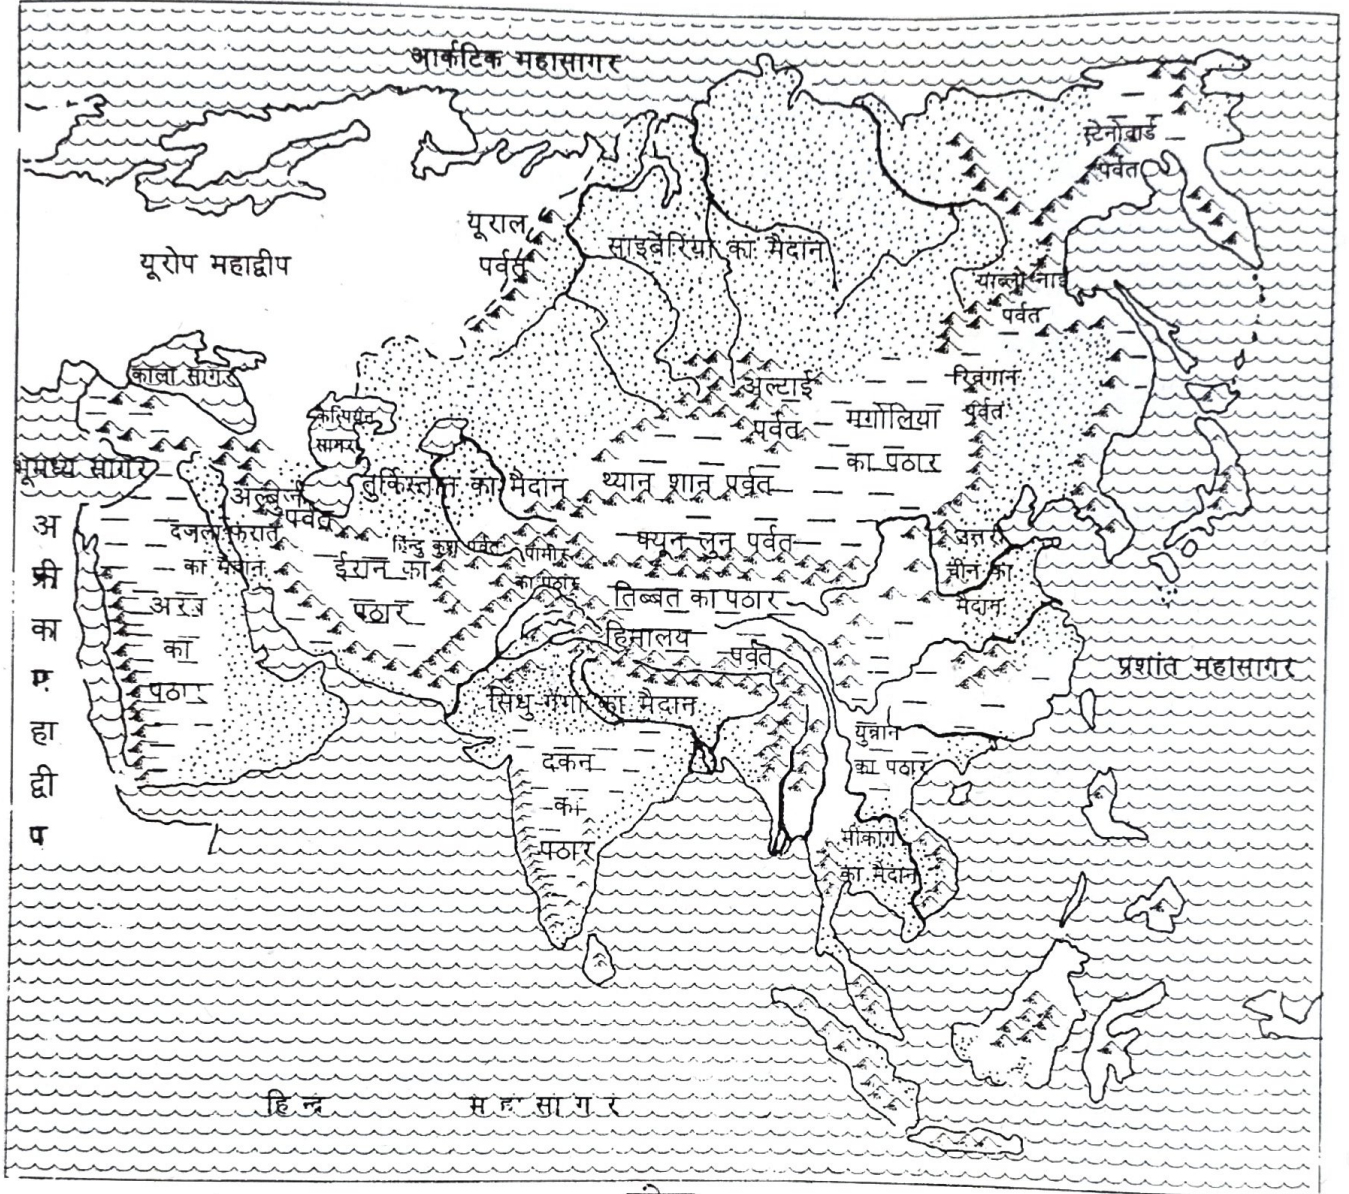 आर्कटिक महासागर
स्टेनोवाई
पर्वत
यूराल
पर्वत
साइबेरिया का मैदान
यूरोप महाद्वीप
याब्लोनाई
पर्वत
काला सागर
अल्टाई
पर्वत
खिंगान
पर्वत
मंगोलिया
का पठार
कैस्पियन
सागर
भूमध्य सागर
अल्बुर्ज
पर्वत
तुर्किस्तान का मैदान
थ्यान शान पर्वत
दजला फरात
का मैदान
हिन्दु कुश पर्वत
पामीर
का पठार
क्युन लुन पर्वत
उत्तरी
चीन का
मैदान
ईरान का
पठार
तिब्बत का पठार
अरब
का
पठार
हिमालय
पर्वत
प्रशांत महासागर
सिंधु-गंगा का मैदान
युन्नान
का पठार
दकन
का
पठार
मीकांग
का मैदान
अ
फ्री
का
म
हा
द्वी
प
हिन्द महासागर